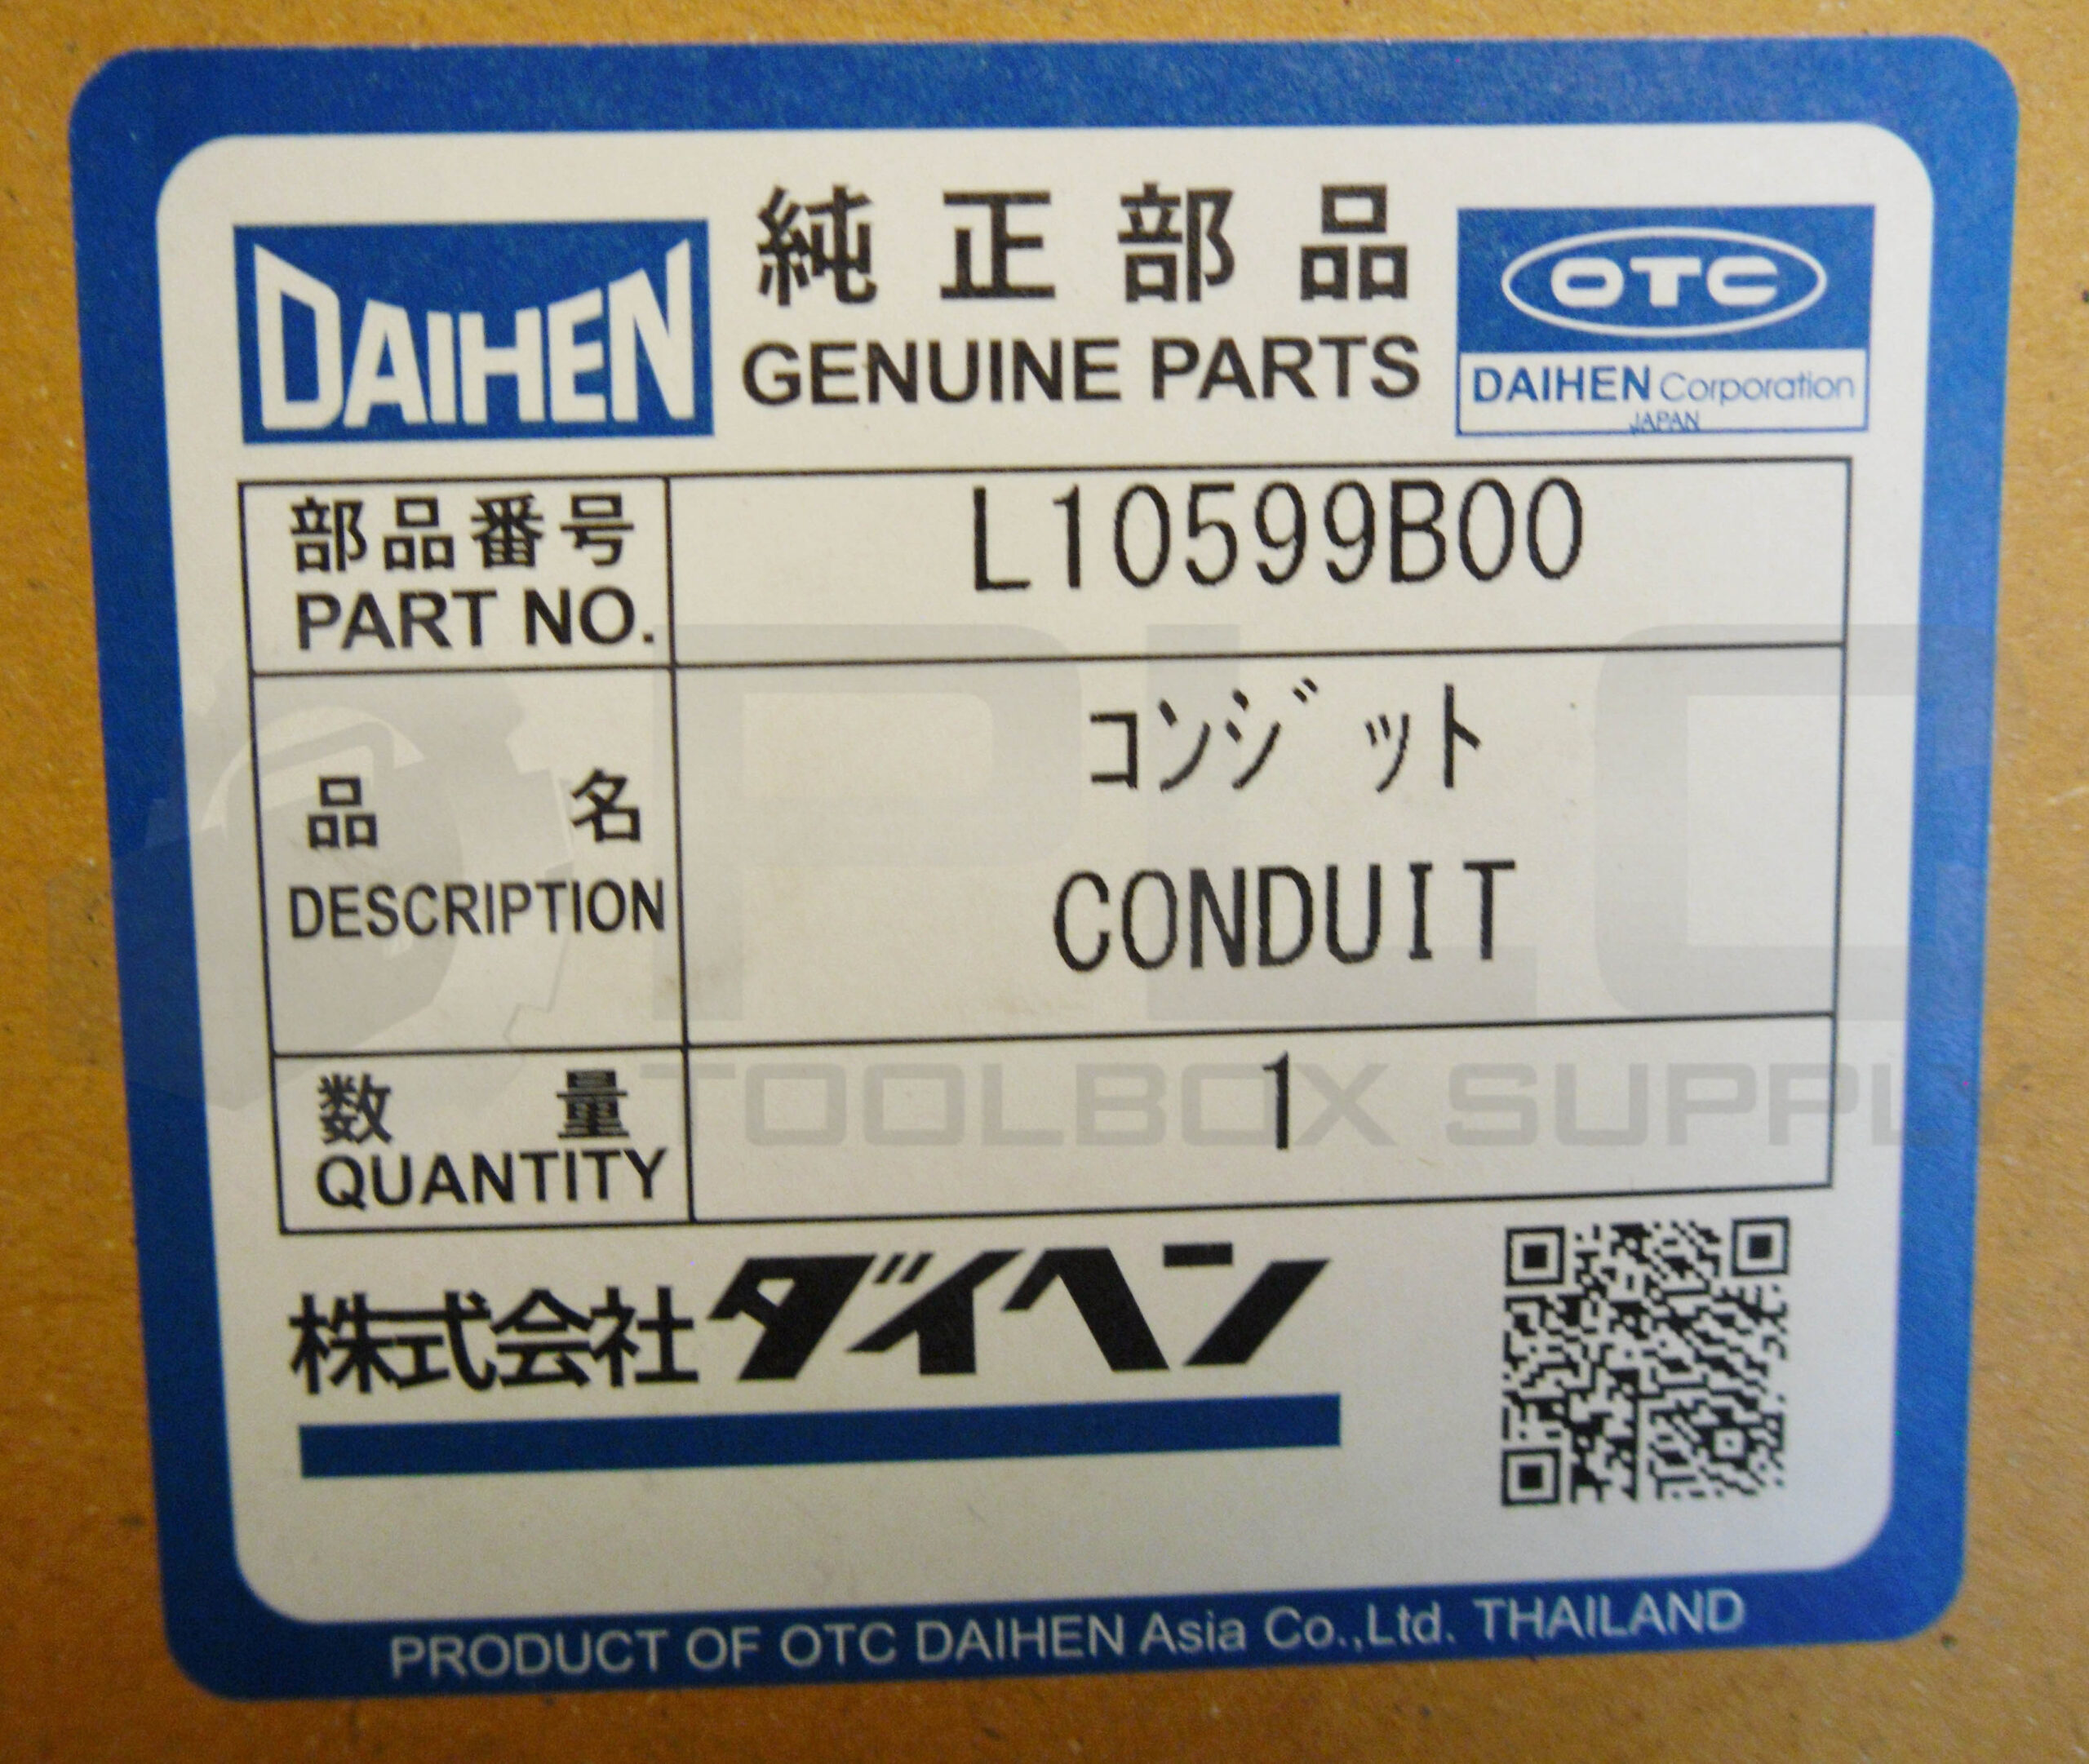 DAIHEN
純正部品
GENUINE PARTS
OTC
DAIHEN Corporation
JAPAN
部品番号
PART NO.
L10599B00
品名
DESCRIPTION
コンジット
CONDUIT
数量
QUANTITY
1
株式会社ダイヘン
PRODUCT OF OTC DAIHEN Asia Co.,Ltd. THAILAND
PLC
TOOLBOX SUPPL